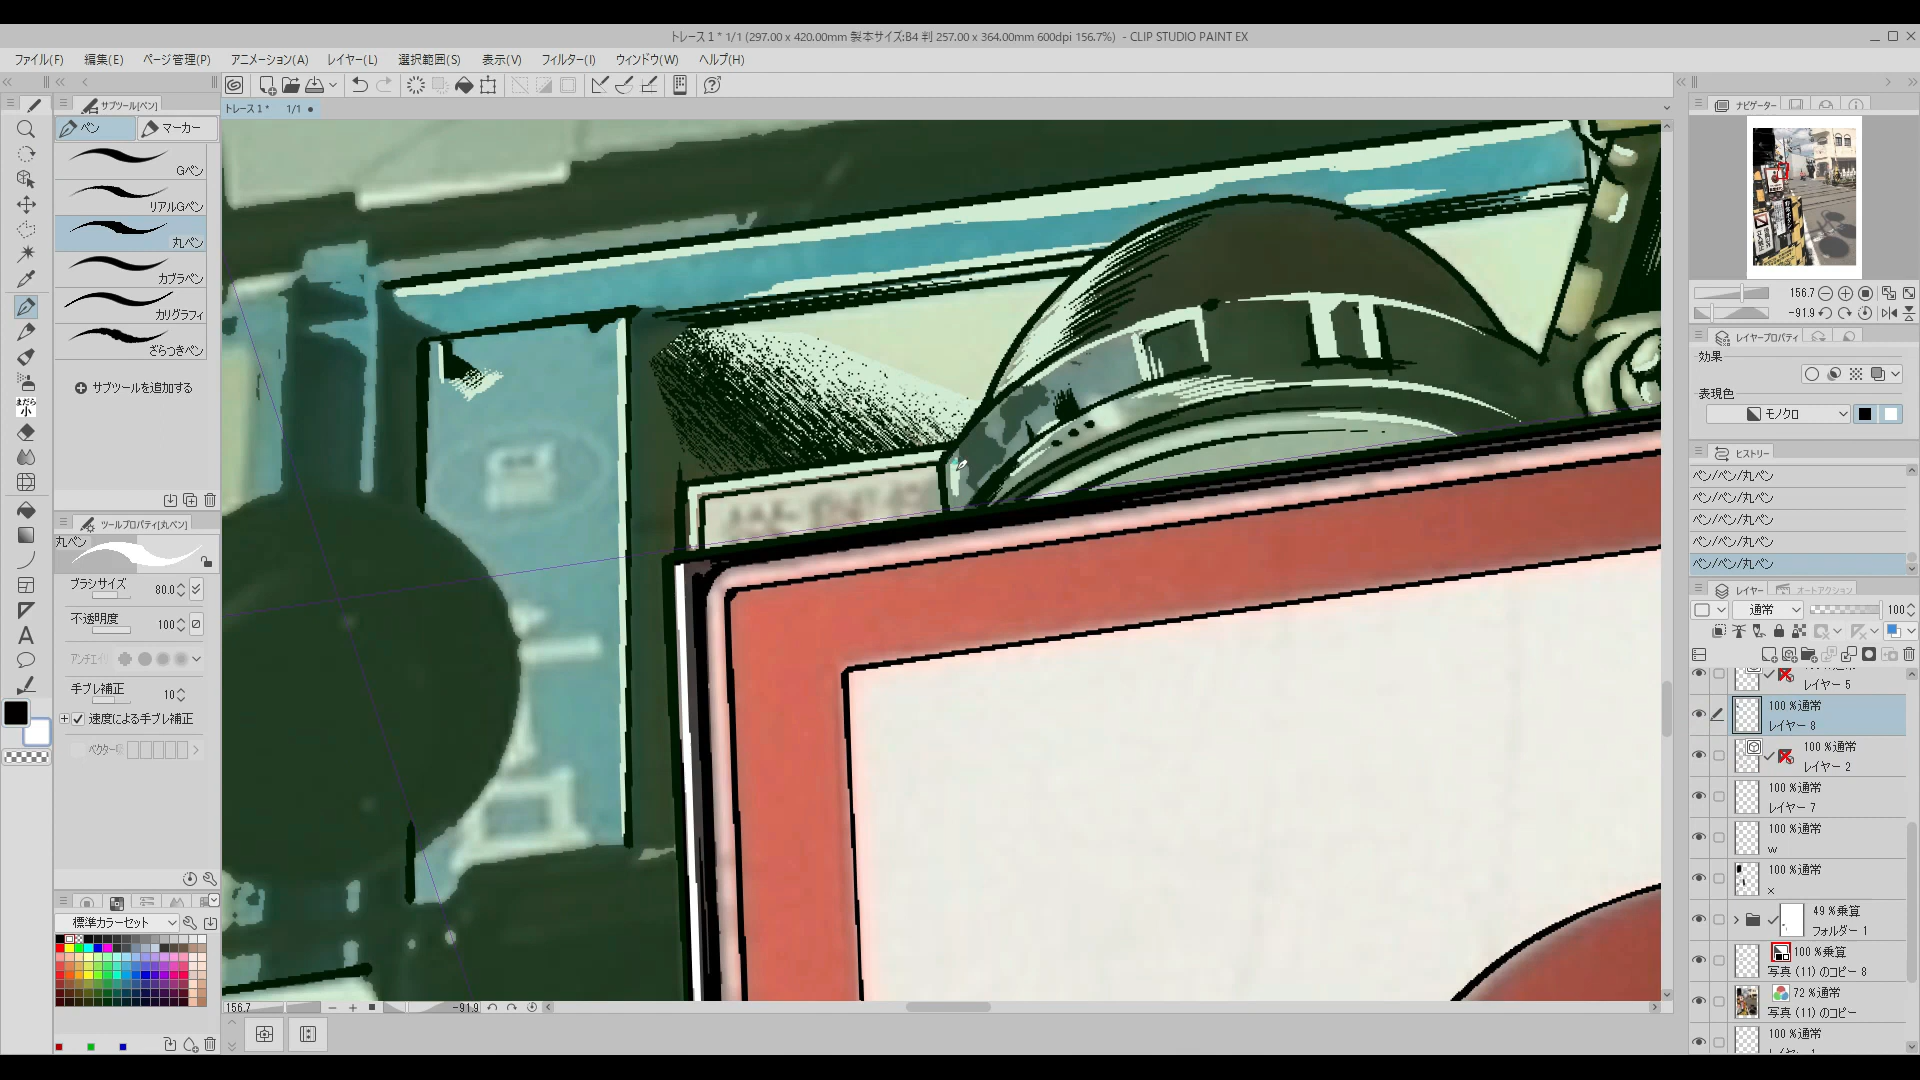 トレース1* 1/1 (297.00 x 420.00mm 製本サイズ:B4 判 257.00 x 364.00mm 600dpi 156.7%) - CLIP STUDIO PAINT EX
ファイル(F) 編集(E) ページ管理(P) アニメーション(A) レイヤー(L) 選択範囲(S) 表示(V) フィルター(I) ウィンドウ(W) ヘルプ(H)
サブツール[ペン]
ペン
マーカー
Gペン
リアルGペン
丸ペン
カブラペン
カリグラフィ
ざらつきペン
サブツールを追加する
まだら
小
A
ツールプロパティ[丸ペン]
丸ペン
ブラシサイズ 80.0
不透明度 100
アンチエイ
手ブレ補正 10
速度による手ブレ補正
標準カラーセット
トレース1* 1/1
156.7
-91.9
ナビゲーター
156.7
-91.9
レイヤープロパティ
効果
表現色
モノクロ
ヒストリー
ペン/ペン/丸ペン
ペン/ペン/丸ペン
ペン/ペン/丸ペン
ペン/ペン/丸ペン
ペン/ペン/丸ペン
レイヤー
オートアクション
通常 100
レイヤー 5
100 %通常
レイヤー 8
100 %通常
レイヤー 2
100 %通常
レイヤー 7
100 %通常
w
100 %通常
x
49 %乗算
フォルダー 1
100 %乗算
写真 (11) のコピー 8
72 %通常
写真 (11) のコピー
100 %通常